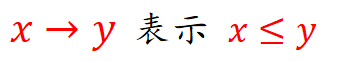 x → y 表示 x ≤ y